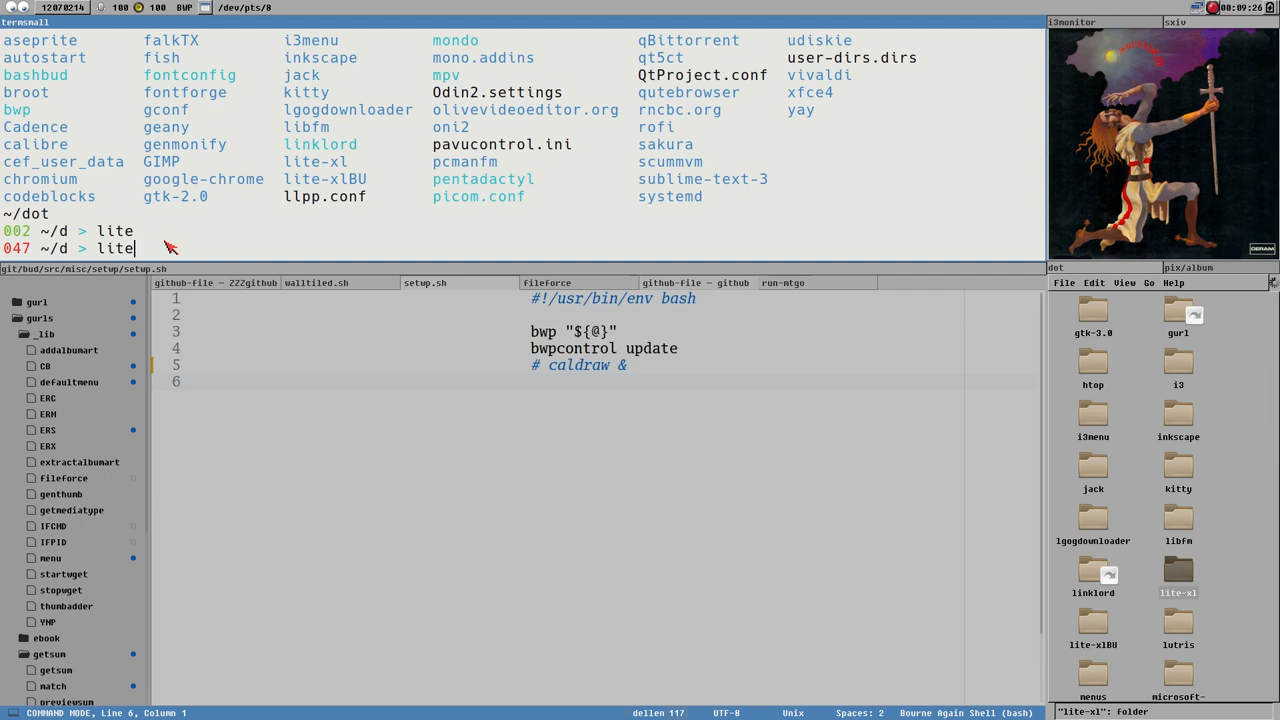 12070214 100 100 BWP /dev/pts/8 00:09:26
termsmall
aseprite falkTX i3menu mondo qBittorrent udiskie
autostart fish inkscape mono.addins qt5ct user-dirs.dirs
bashbud fontconfig jack mpv QtProject.conf vivaldi
broot fontforge kitty Odin2.settings qutebrowser xfce4
bwp gconf lgogdownloader olivevideoeditor.org rncbc.org yay
Cadence geany libfm oni2 rofi
calibre genmonify linklord pavucontrol.ini sakura
cef_user_data GIMP lite-xl pcmanfm scummvm
chromium google-chrome lite-xlBU pentadactyl sublime-text-3
codeblocks gtk-2.0 llpp.conf picom.conf systemd
~/dot
002 ~/d > lite
047 ~/d > lite
i3monitor sxiv
DERAM
git/bud/src/misc/setup/setup.sh
github-file — ZZZgithub walltiled.sh setup.sh fileforce github-file — github run-mtgo
gurl
gurls
_lib
addalbumart
CB
defaultmenu
ERC
ERM
ERS
ERX
extractalbumart
fileforce
genthumb
getmediatype
IFCMD
IFPID
menu
startwget
stopwget
thumbadder
YNP
ebook
getsum
getsum
match
previewsum
1 #!/usr/bin/env bash
2
3 bwp "${@}"
4 bwpcontrol update
5 # caldraw &
6
COMMAND MODE, Line 6, Column 1 dellen 117 UTF-8 Unix Spaces: 2 Bourne Again Shell (bash)
dot pix/album
File Edit View Go Help
gtk-3.0 gurl
htop i3
i3menu inkscape
jack kitty
lgogdownloader libfm
linklord lite-xl
lite-xlBU lutris
menus microsoft-
"lite-xl": folder